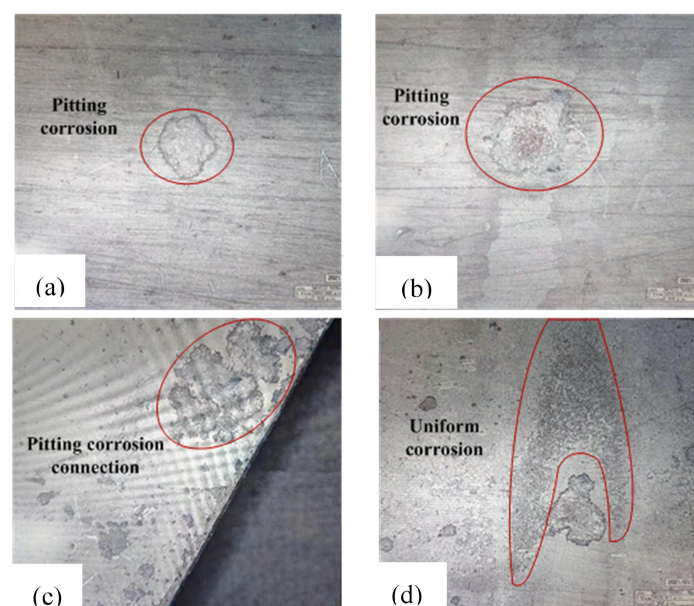 Pitting
corrosion
(a)
Pitting
corrosion
(b)
Pitting corrosion
connection
(c)
Uniform
corrosion
(d)